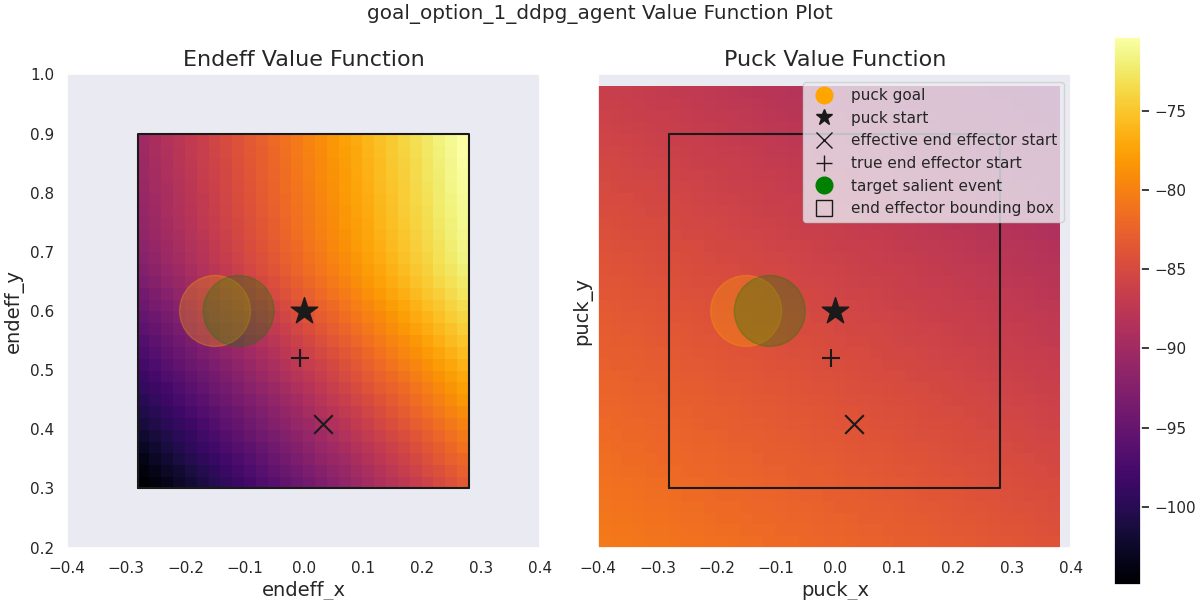 goal_option_1_ddpg_agent Value Function Plot
Endeff Value Function
1.0
0.9
0.8
0.7
0.6
0.5
0.4
0.3
0.2
endeff_y
−0.4 −0.3 −0.2 −0.1 0.0 0.1 0.2 0.3 0.4
endeff_x
Puck Value Function
puck goal
puck start
effective end effector start
true end effector start
target salient event
end effector bounding box
puck_y
−0.4 −0.3 −0.2 −0.1 0.0 0.1 0.2 0.3 0.4
puck_x
−75
−80
−85
−90
−95
−100